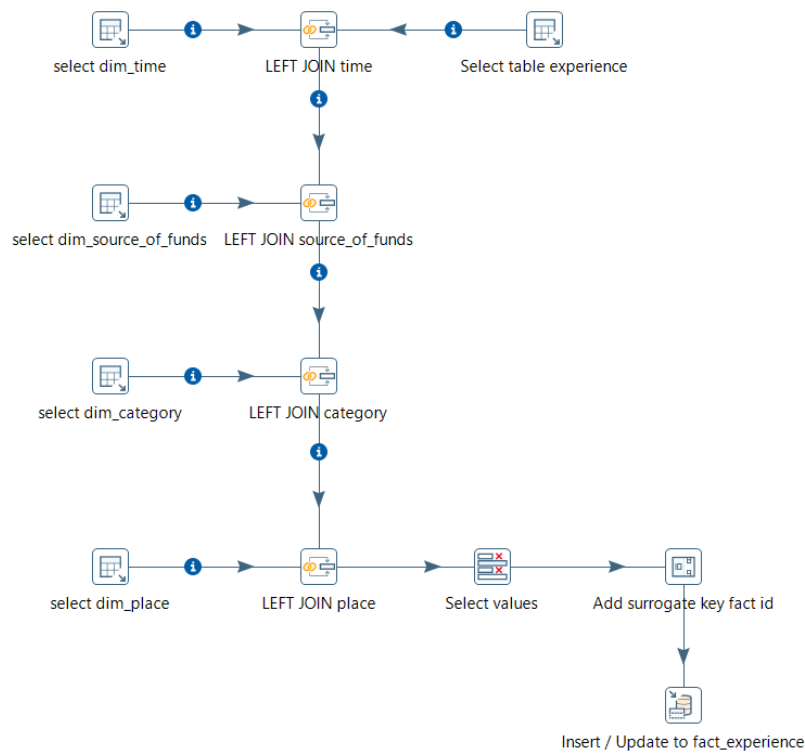 select dim_time
LEFT JOIN time
Select table experience
select dim_source_of_funds
LEFT JOIN source_of_funds
select dim_category
LEFT JOIN category
select dim_place
LEFT JOIN place
Select values
Add surrogate key fact id
Insert / Update to fact_experience